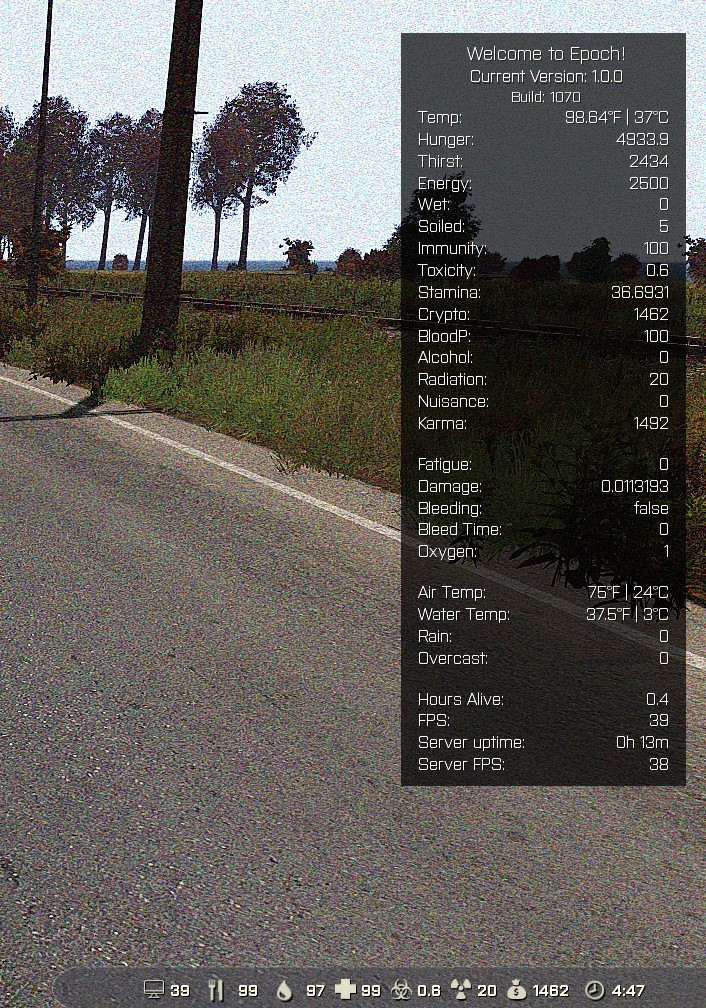 Welcome to Epoch!
Current Version: 1.0.0
Build: 1070
Temp: 98.64°F | 37°C
Hunger: 4933.9
Thirst: 2434
Energy: 2500
Wet: 0
Soiled: 5
Immunity: 100
Toxicity: 0.6
Stamina: 36.6931
Crypto: 1462
BloodP: 100
Alcohol: 0
Radiation: 20
Nuisance: 0
Karma: 1492
Fatigue: 0
Damage: 0.0113193
Bleeding: false
Bleed Time: 0
Oxygen: 1
Air Temp: 75°F | 24°C
Water Temp: 37.5°F | 3°C
Rain: 0
Overcast: 0
Hours Alive: 0.4
FPS: 39
Server uptime: 0h 13m
Server FPS: 38
39 99 97 99 0.6 20 1462 4:47